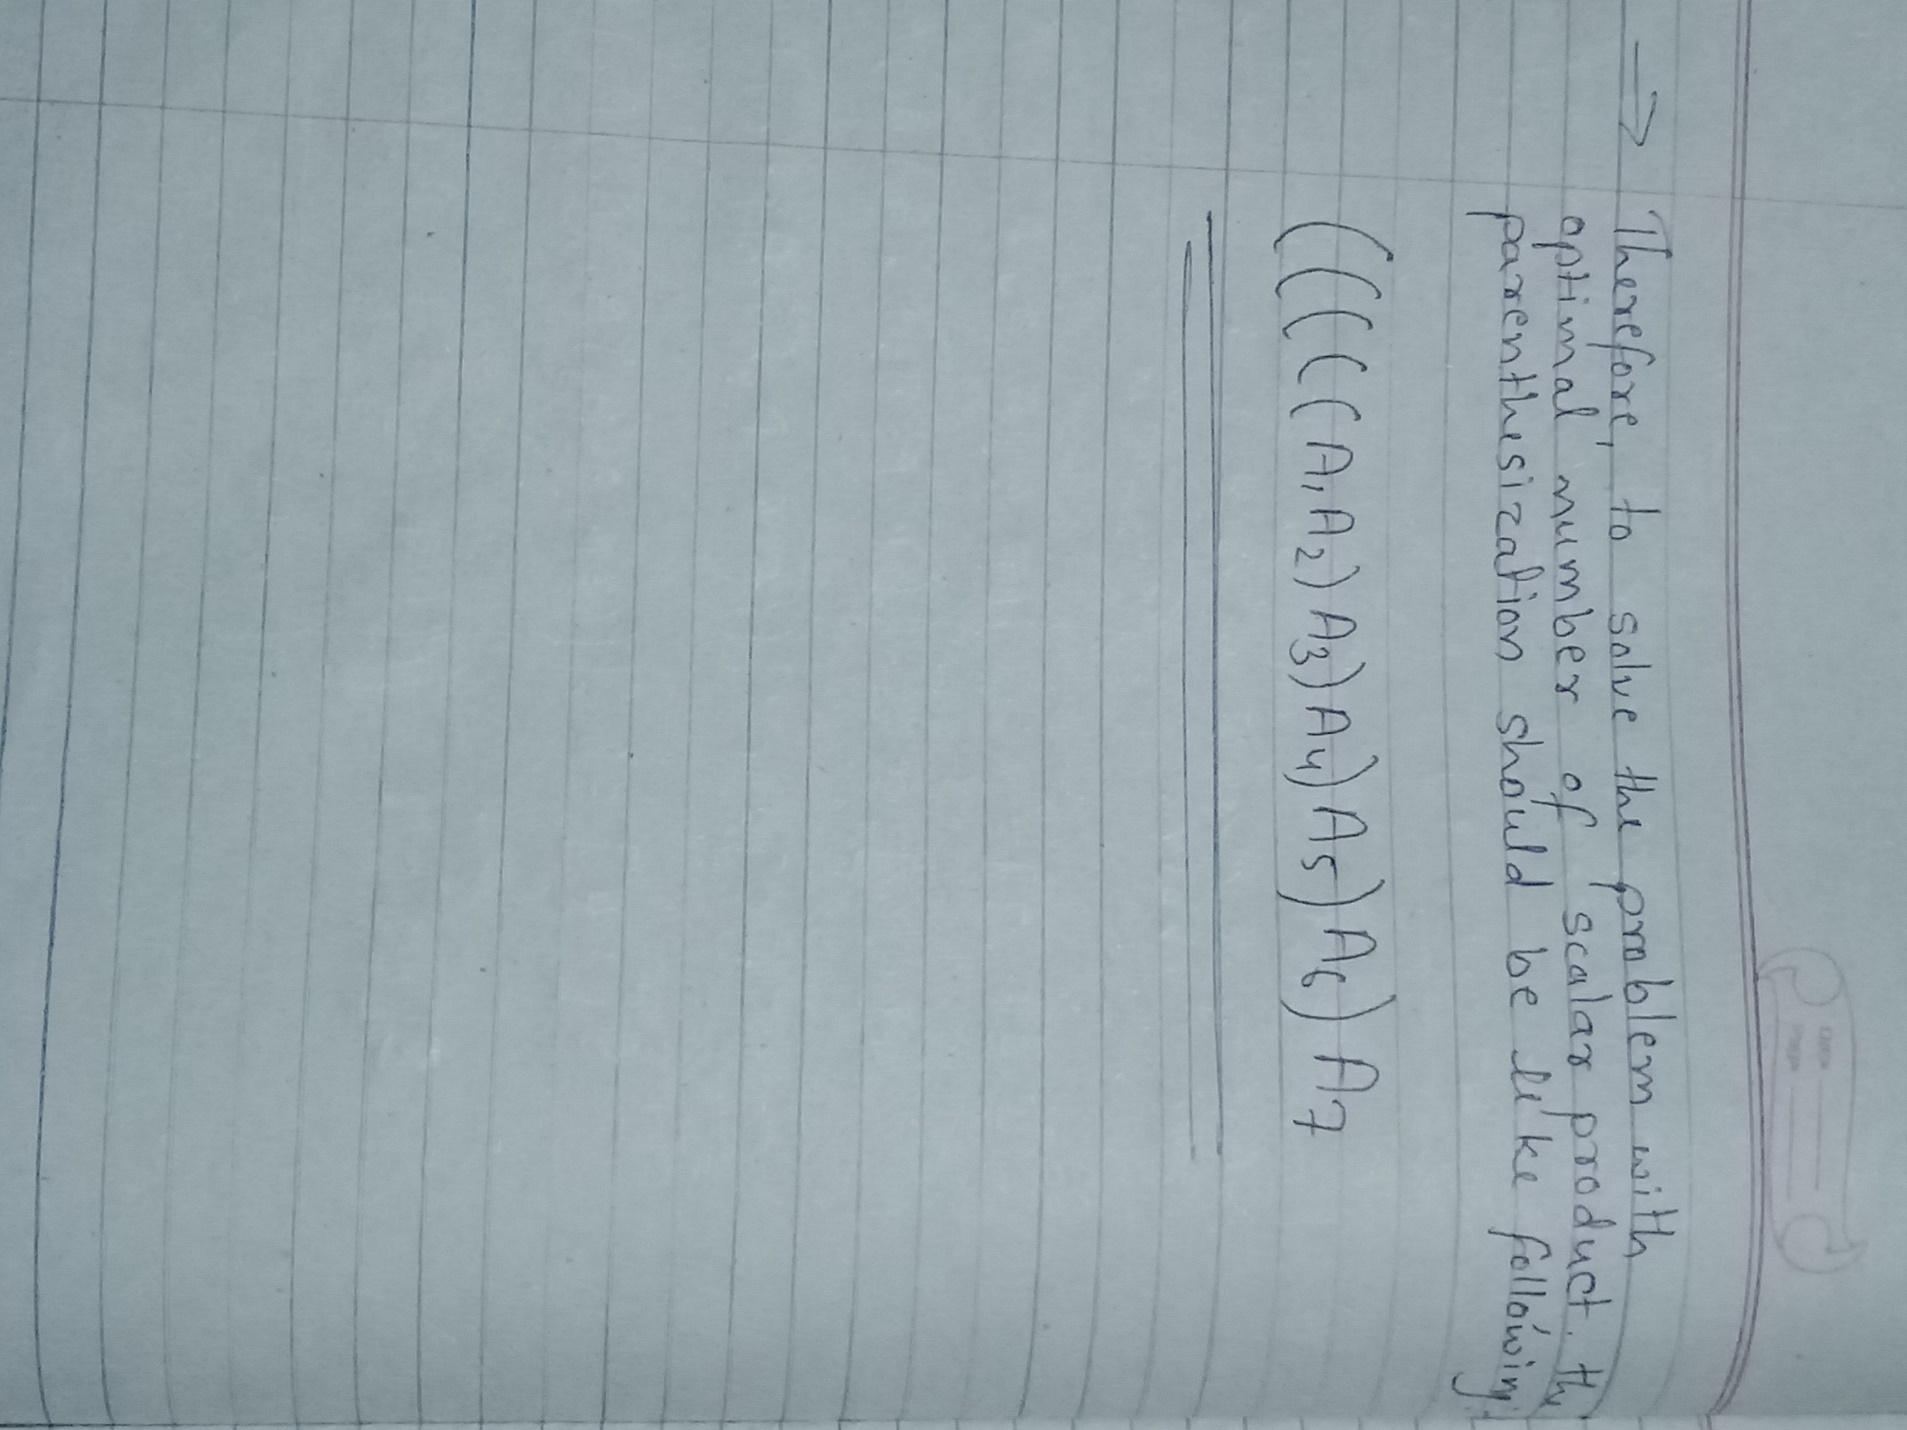 → Therefore, to solve the problem with
optimal number of scalar product. the
parenthesization should be like following:
((((A1A2)A3)A4)A5)A6)A7